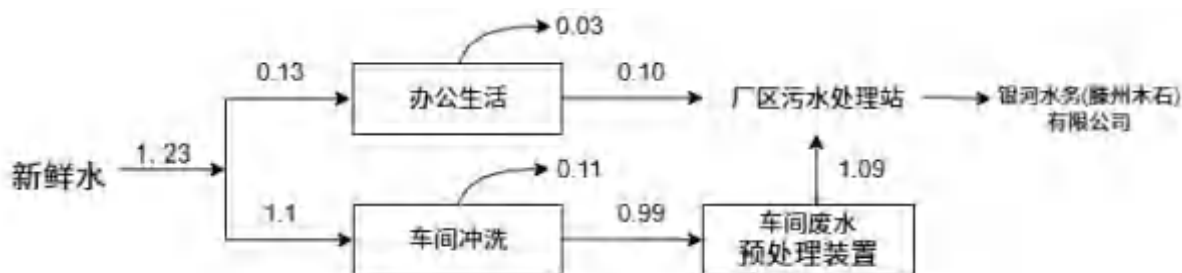 0.03
0.13
办公生活
0.10
厂区污水处理站
银河水务(滕州木石)
有限公司
新鲜水
1, 23
0.11
1.09
1.1
车间冲洗
0.99
车间废水
预处理装置